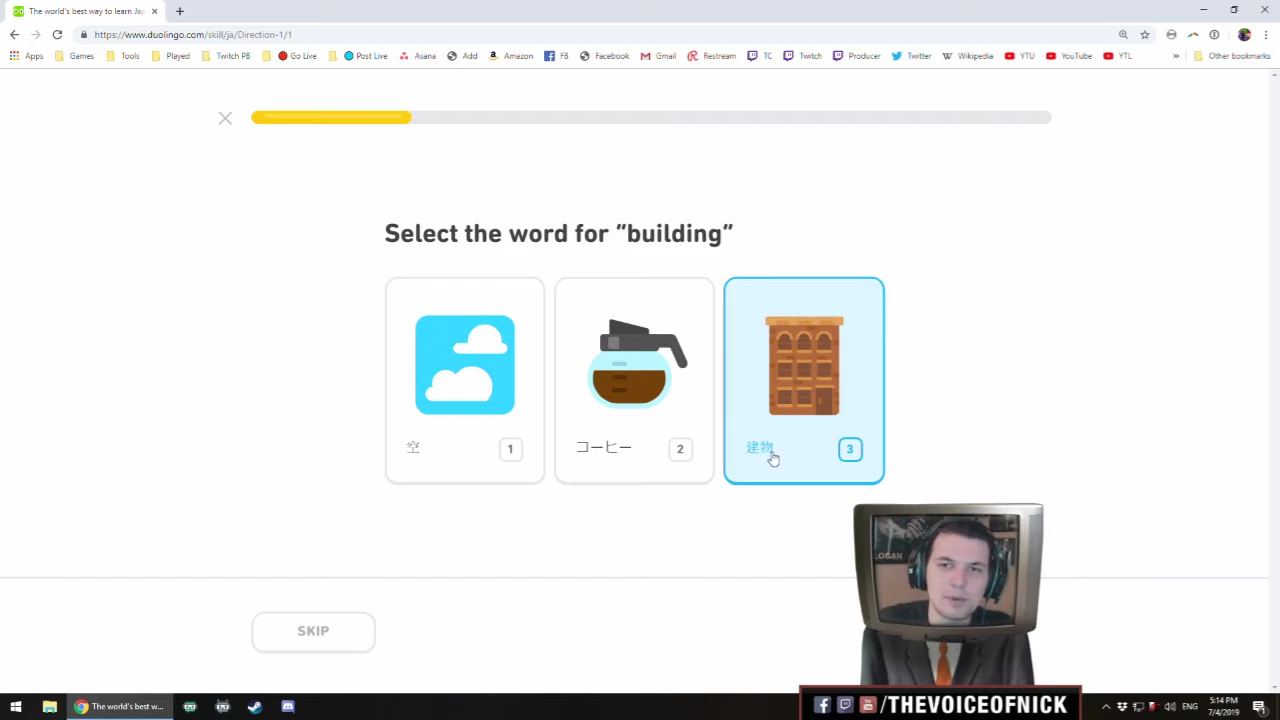 The world's best way to learn Jap
https://www.duolingo.com/skill/ja/Direction-1/1
Apps Games Tools Played Twitch PB Go Live Post Live Asana Add Amazon FB Facebook Gmail Restream TC Twitch Producer Twitter Wikipedia YTU YouTube YTL » Other bookmarks
Select the word for “building”
空 1
コーヒー 2
建物 3
OGAN
SKIP
/THEVOICEOFNICK
The world's best w...
ENG
5:14 PM
7/4/2019
1